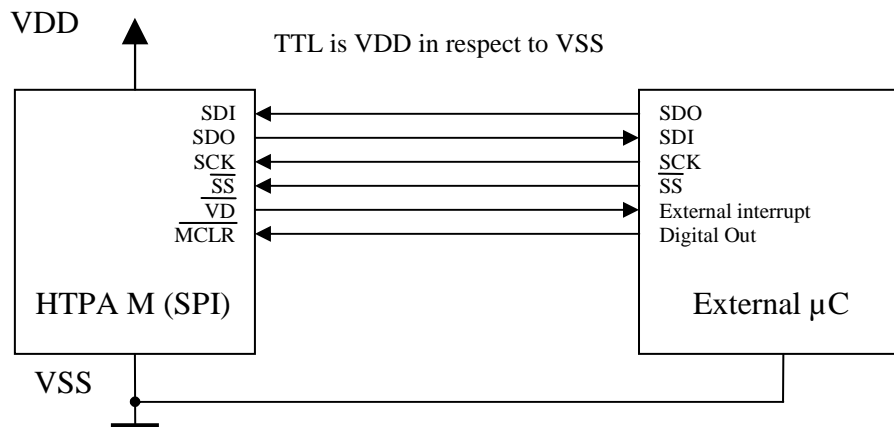 VDD
TTL is VDD in respect to VSS
SDI
SDO
SCK
SS
VD
MCLR
HTPA M (SPI)
SDO
SDI
SCK
SS
External interrupt
Digital Out
External µC
VSS